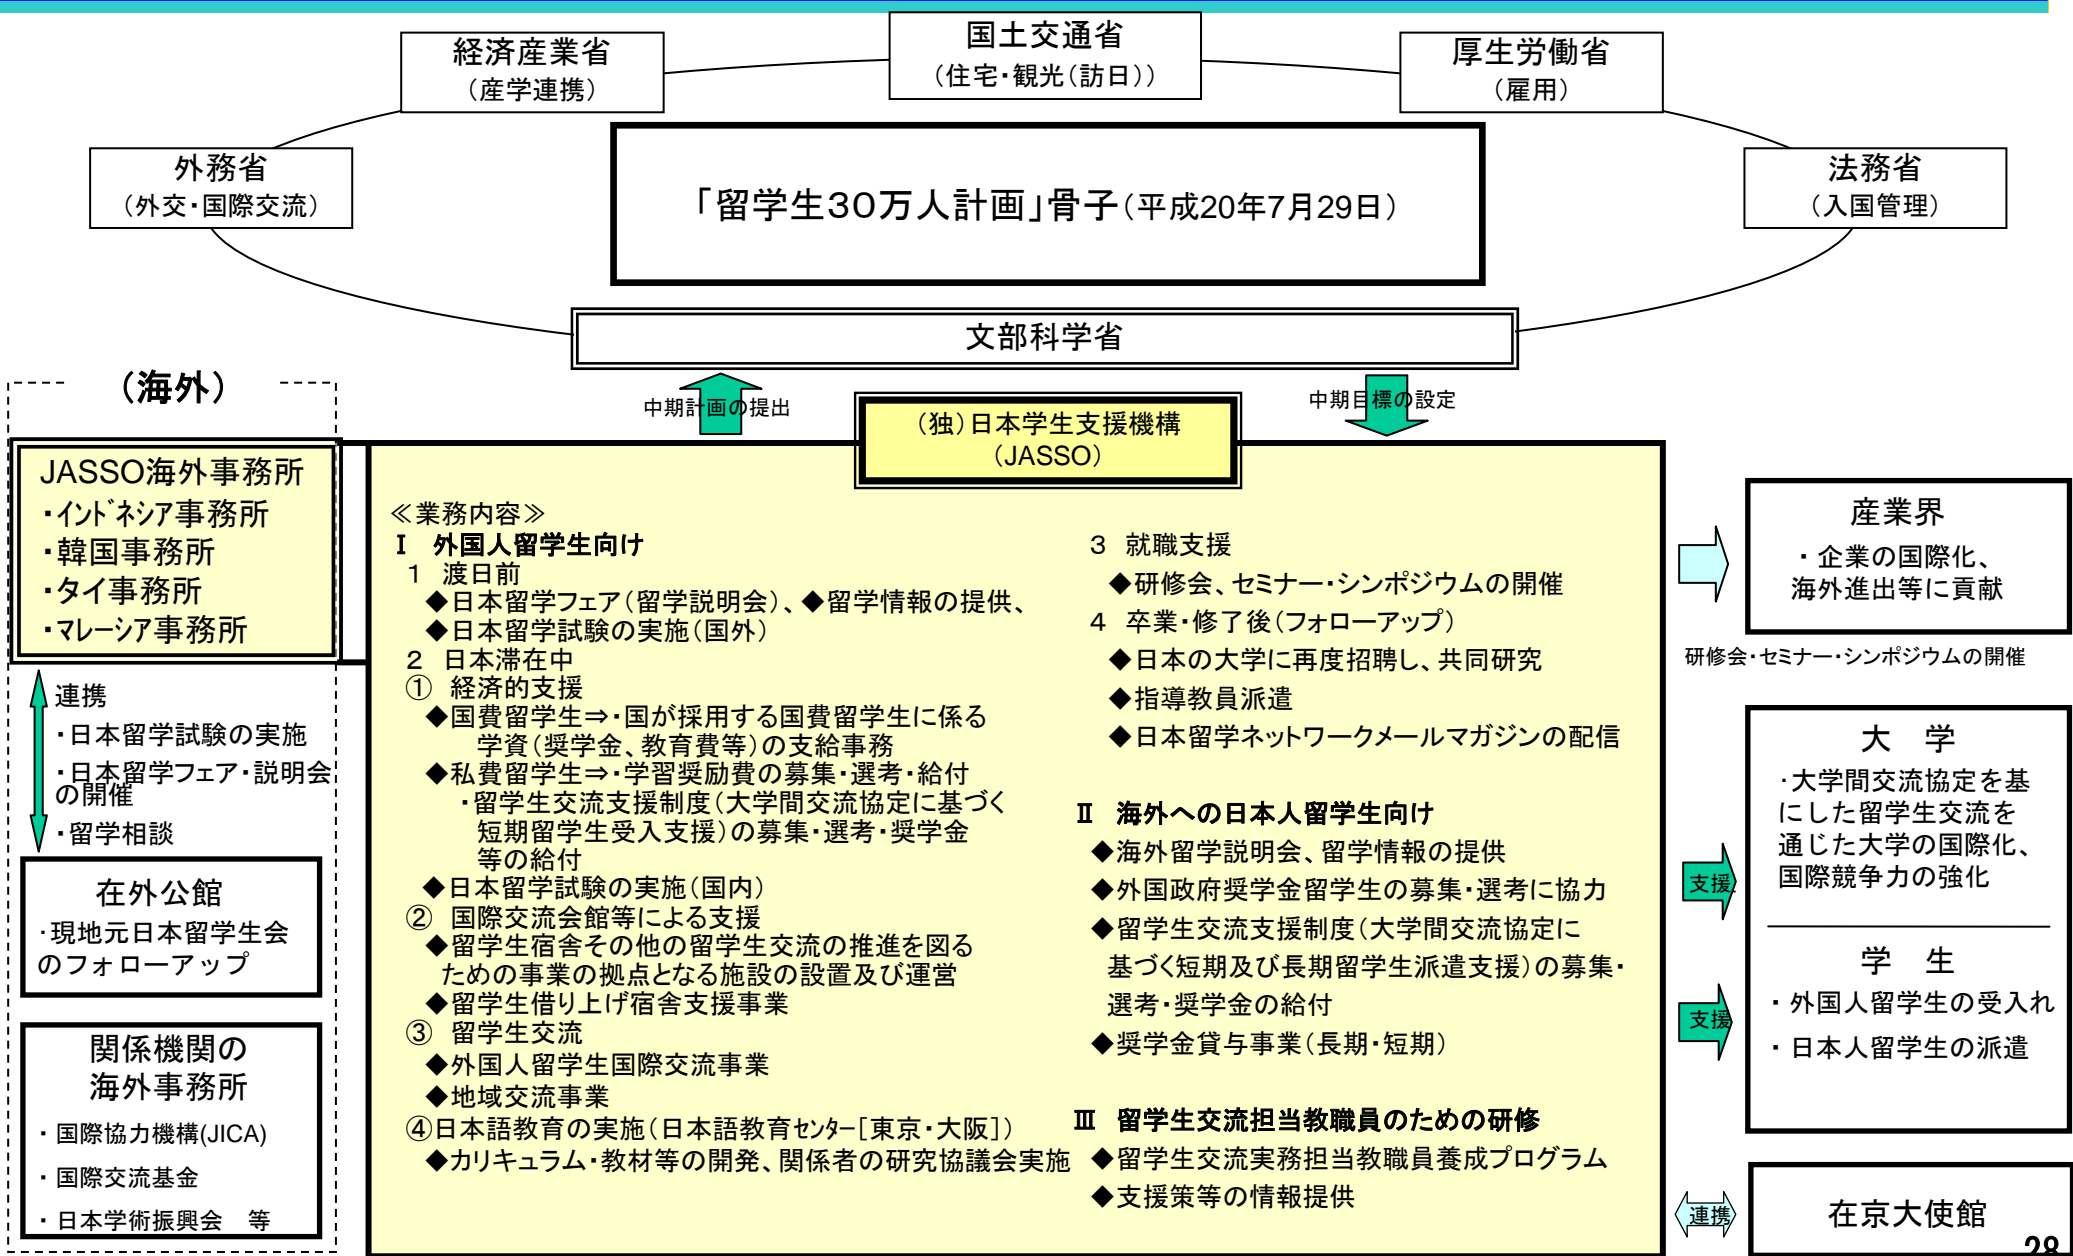 国土交通省
（住宅・観光（訪日））
経済産業省
（産学連携）
厚生労働省
（雇用）
外務省
（外交・国際交流）
法務省
（入国管理）
「留学生３０万人計画」骨子（平成20年7月29日）
文部科学省
中期計画の提出
中期目標の設定
（独）日本学生支援機構
（JASSO）
（海外）
JASSO海外事務所
・ｲﾝﾄﾞﾈｼｱ事務所
・韓国事務所
・タイ事務所
・ﾏﾚｰｼｱ事務所
連携
・日本留学試験の実施
・日本留学フェア・説明会
の開催
・留学相談
在外公館
・現地元日本留学生会
のフォローアップ
関係機関の
海外事務所
・国際協力機構(JICA)
・国際交流基金
・日本学術振興会　等
≪業務内容≫
Ⅰ　外国人留学生向け
１　渡日前
◆日本留学フェア（留学説明会）、◆留学情報の提供、
◆日本留学試験の実施（国外）
２　日本滞在中
①　経済的支援
◆国費留学生⇒・国が採用する国費留学生に係る
学資（奨学金、教育費等）の支給事務
◆私費留学生⇒・学習奨励費の募集・選考・給付
・留学生交流支援制度（大学間交流協定に基づく
短期留学生受入支援）の募集・選考・奨学金
等の給付
◆日本留学試験の実施（国内）
②　国際交流会館等による支援
◆留学生宿舎その他の留学生交流の推進を図る
ための事業の拠点となる施設の設置及び運営
◆留学生借り上げ宿舎支援事業
③　留学生交流
◆外国人留学生国際交流事業
◆地域交流事業
④日本語教育の実施（日本語教育ｾﾝﾀｰ［東京・大阪］）
◆カリキュラム・教材等の開発、関係者の研究協議会実施
３　就職支援
◆研修会、セミナー・シンポジウムの開催
４　卒業・修了後（フォローアップ）
◆日本の大学に再度招聘し、共同研究
◆指導教員派遣
◆日本留学ネットワークメールマガジンの配信
Ⅱ　海外への日本人留学生向け
◆海外留学説明会、留学情報の提供
◆外国政府奨学金留学生の募集・選考に協力
◆留学生交流支援制度（大学間交流協定に
基づく短期及び長期留学生派遣支援）の募集・
選考・奨学金の給付
◆奨学金貸与事業（長期・短期）
Ⅲ　留学生交流担当教職員のための研修
◆留学生交流実務担当教職員養成プログラム
◆支援策等の情報提供
産業界
・企業の国際化、
海外進出等に貢献
研修会・セミナー・シンポジウムの開催
支援
大　学
・大学間交流協定を基
にした留学生交流を
通じた大学の国際化、
国際競争力の強化
支援
学　生
・外国人留学生の受入れ
・日本人留学生の派遣
連携
在京大使館
28